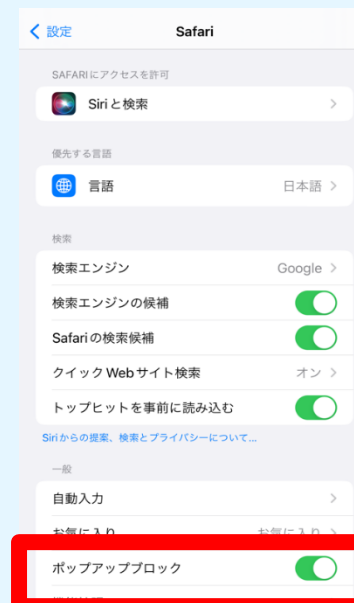 設定 Safari
SAFARIにアクセスを許可
Siriと検索
優先する言語
言語 日本語
検索
検索エンジン Google
検索エンジンの候補
Safariの検索候補
クイックWebサイト検索 オン
トップヒットを事前に読み込む
Siriからの提案、検索とプライバシーについて...
一般
自動入力
お気に入り お気に入り
ポップアップブロック